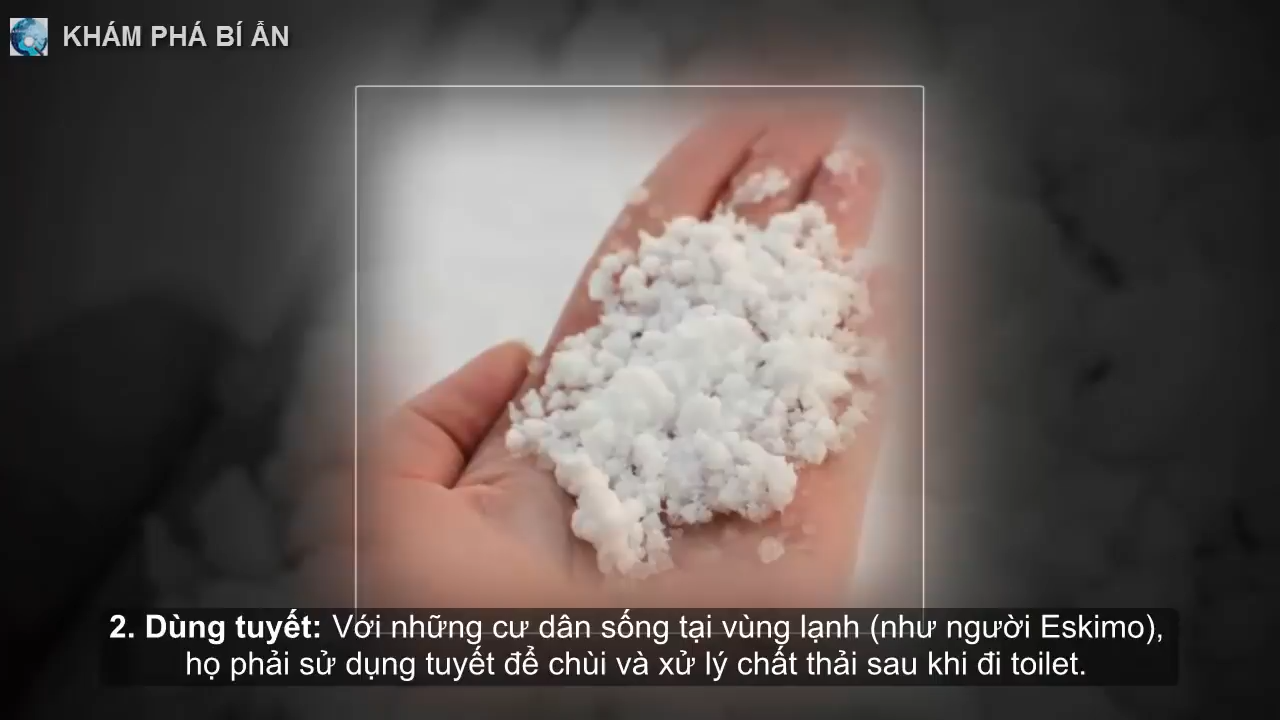 KHÁM PHÁ BÍ ẨN
2. Dùng tuyết: Với những cư dân sống tại vùng lạnh (như người Eskimo),
họ phải sử dụng tuyết để chùi và xử lý chất thải sau khi đi toilet.